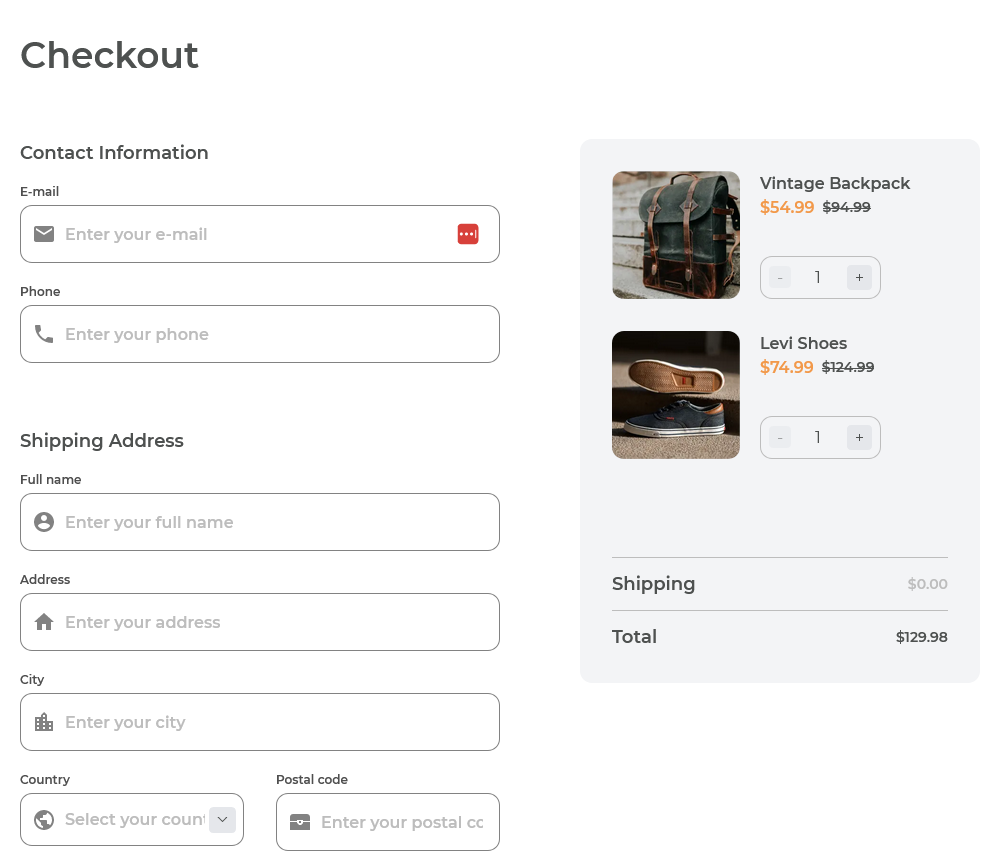 Checkout
Contact Information
E-mail
Enter your e-mail
Phone
Enter your phone
Shipping Address
Full name
Enter your full name
Address
Enter your address
City
Enter your city
Country
Postal code
Select your coun
Enter your postal co
Vintage Backpack
$54.99 $94.99
- 1 +
Levi Shoes
$74.99 $124.99
- 1 +
Shipping $0.00
Total $129.98